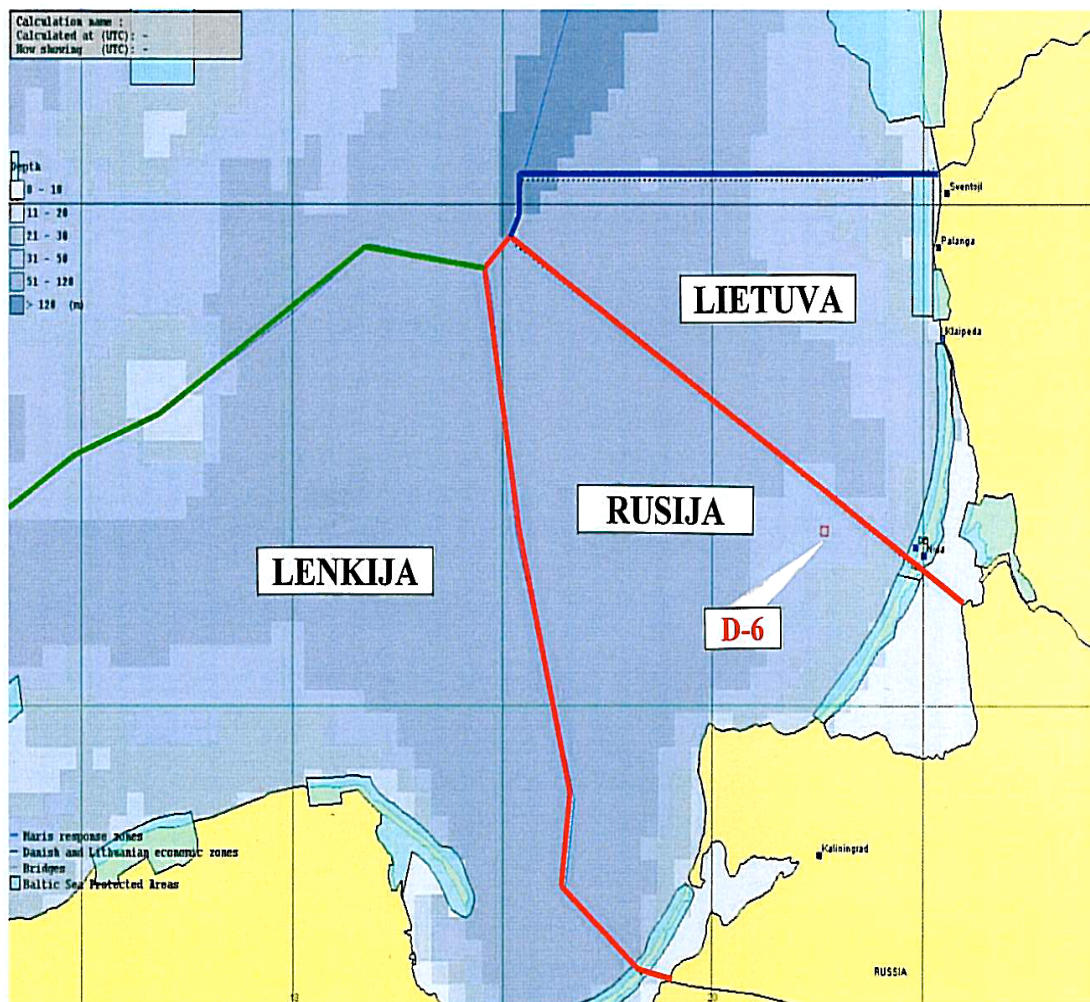 Calculation name :
Calculated at (UTC): -
Now showing (UTC): -
Depth
0 - 10
11 - 20
21 - 30
31 - 50
51 - 120
> 120 (m)
Sventoji
Palanga
LIETUVA
Klaipeda
RUSIJA
Nida
LENKIJA
D-6
Maris response zones
Danish and Lithuanian economic zones
Bridges
Baltic Sea Protected Areas
Kaliningrad
RUSSIA
20